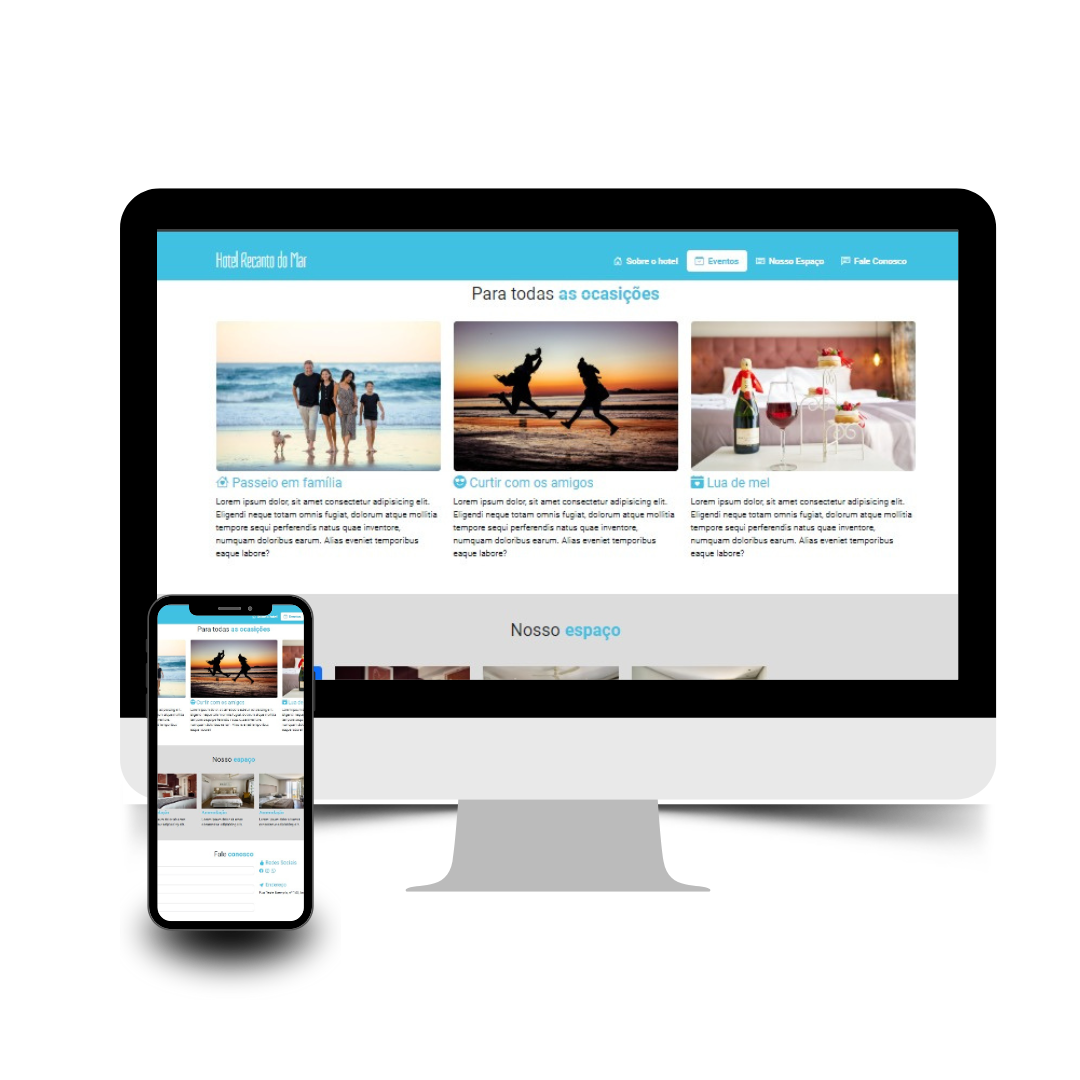 Hotel Recanto do Mar
Sobre o hotel
Eventos
Nosso Espaço
Fale Conosco
Para todas as ocasições
Passeio em família
Lorem ipsum dolor, sit amet consectetur adipisicing elit.
Eligendi neque totam omnis fugiat, dolorum atque mollitia
tempore sequi perferendis natus quae inventore,
numquam doloribus earum. Alias eveniet temporibus
eaque labore?
Curtir com os amigos
Lorem ipsum dolor, sit amet consectetur adipisicing elit.
Eligendi neque totam omnis fugiat, dolorum atque mollitia
tempore sequi perferendis natus quae inventore,
numquam doloribus earum. Alias eveniet temporibus
eaque labore?
Lua de mel
Lorem ipsum dolor, sit amet consectetur adipisicing elit.
Eligendi neque totam omnis fugiat, dolorum atque mollitia
tempore sequi perferendis natus quae inventore,
numquam doloribus earum. Alias eveniet temporibus
eaque labore?
Nosso espaço
Para todas as ocasições
Curtir com os amigos
Nosso espaço
Fale conosco
Redes Sociais
Endereço